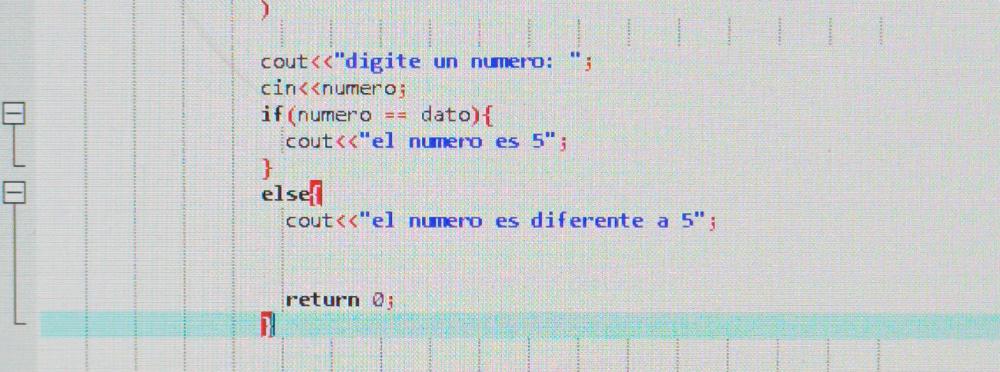 )
cout<<"digite un numero: ";
cin<<numero;
if(numero == dato){
cout<<"el numero es 5";
}
else{
cout<<"el numero es diferente a 5";
return 0;
}